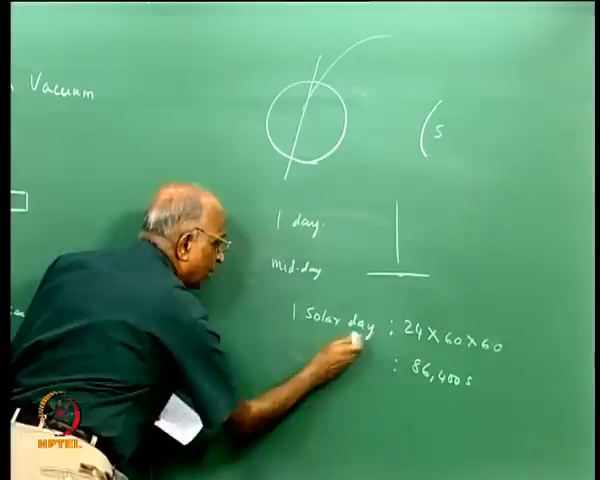 Vacuum
S
1 day.
mid-day
1 Solar day : 24 X 60 X 60
: 86,400 s
NPTEL